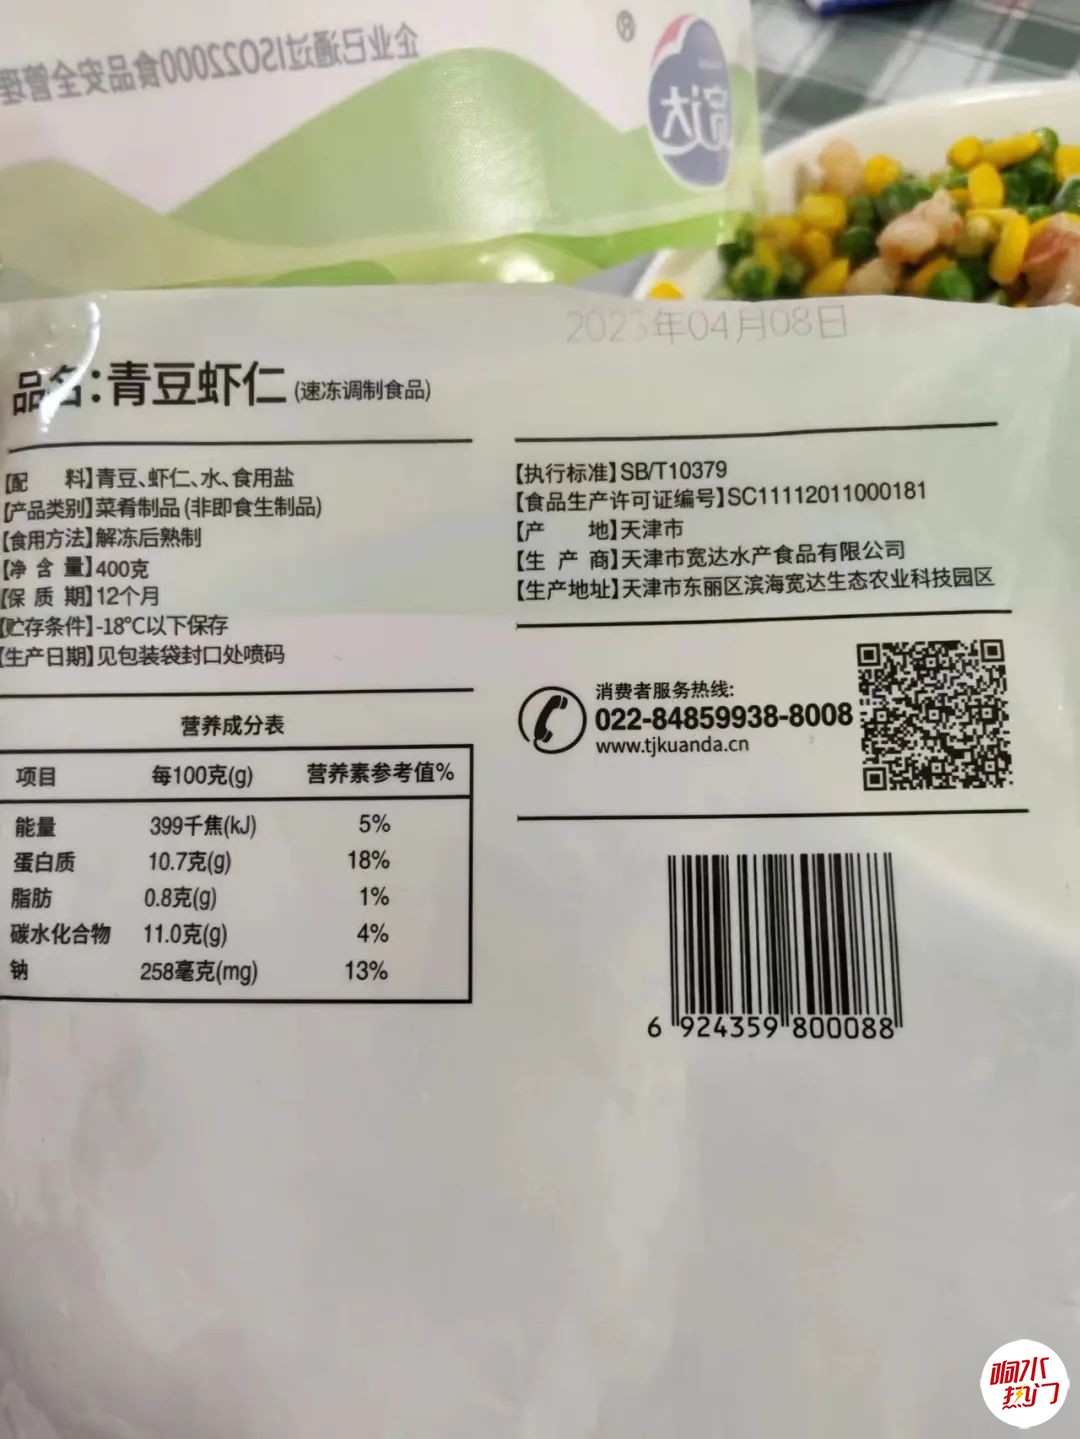 企业已通过ISO22000食品安全管理
®
宽达
2023年04月08日
品名：青豆虾仁(速冻调制食品)
【配 料】青豆、虾仁、水、食用盐
【产品类别】菜肴制品(非即食生制品)
【食用方法】解冻后熟制
【净 含 量】400克
【保 质 期】12个月
【贮存条件】-18℃以下保存
【生产日期】见包装袋封口处喷码
【执行标准】SB/T10379
【食品生产许可证编号】SC11112011000181
【产 地】天津市
【生 产 商】天津市宽达水产食品有限公司
【生产地址】天津市东丽区滨海宽达生态农业科技园区
消费者服务热线:
022-84859938-8008
www.tjkuanda.cn
营养成分表
项目 每100克(g) 营养素参考值%
能量 399千焦(kJ) 5%
蛋白质 10.7克(g) 18%
脂肪 0.8克(g) 1%
碳水化合物 11.0克(g) 4%
钠 258毫克(mg) 13%
6 924359 800088
响水
热门